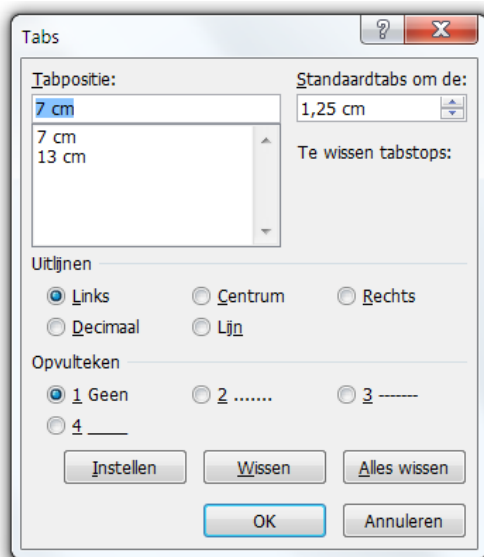 Tabs
Tabpositie: Standaardtabs om de:
7 cm 1,25 cm
7 cm
13 cm
Te wissen tabstops:
Uitlijnen
Links Centrum Rechts
Decimaal Lijn
Opvulteken
1 Geen 2 ....... 3 -------
4 ____
Instellen Wissen Alles wissen
OK Annuleren